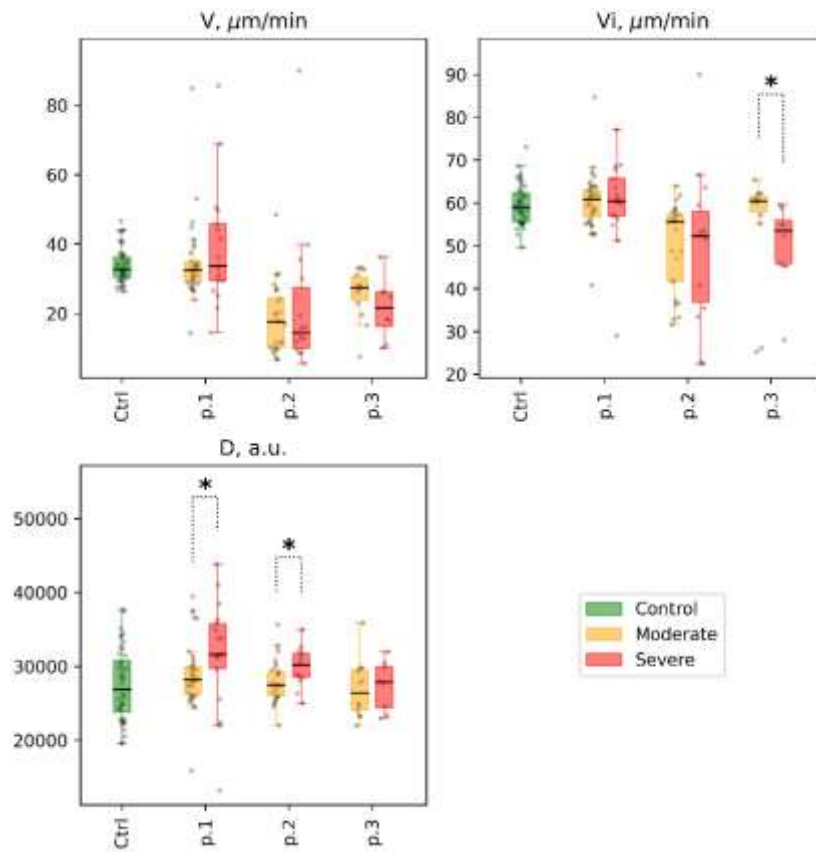 V, μm/min
80
60
40
20
Ctrl
p.1
p.2
p.3
Vi, μm/min
90
80
70
60
50
40
30
20
*
Ctrl
p.1
p.2
p.3
D, a.u.
50000
40000
30000
20000
*
*
Ctrl
p.1
p.2
p.3
Control
Moderate
Severe